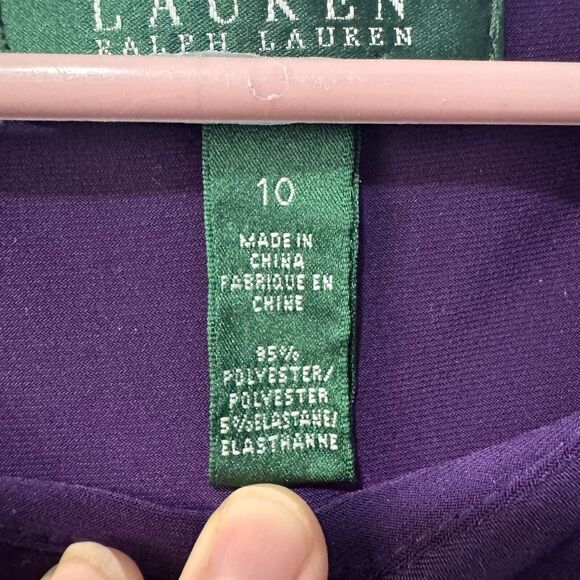 LAUREN
RALPH LAUREN
10
MADE IN
CHINA
FABRIQUE EN
CHINE
95%
POLYESTER/
POLYESTER
5%ELASTANE/
ELASTHANNE